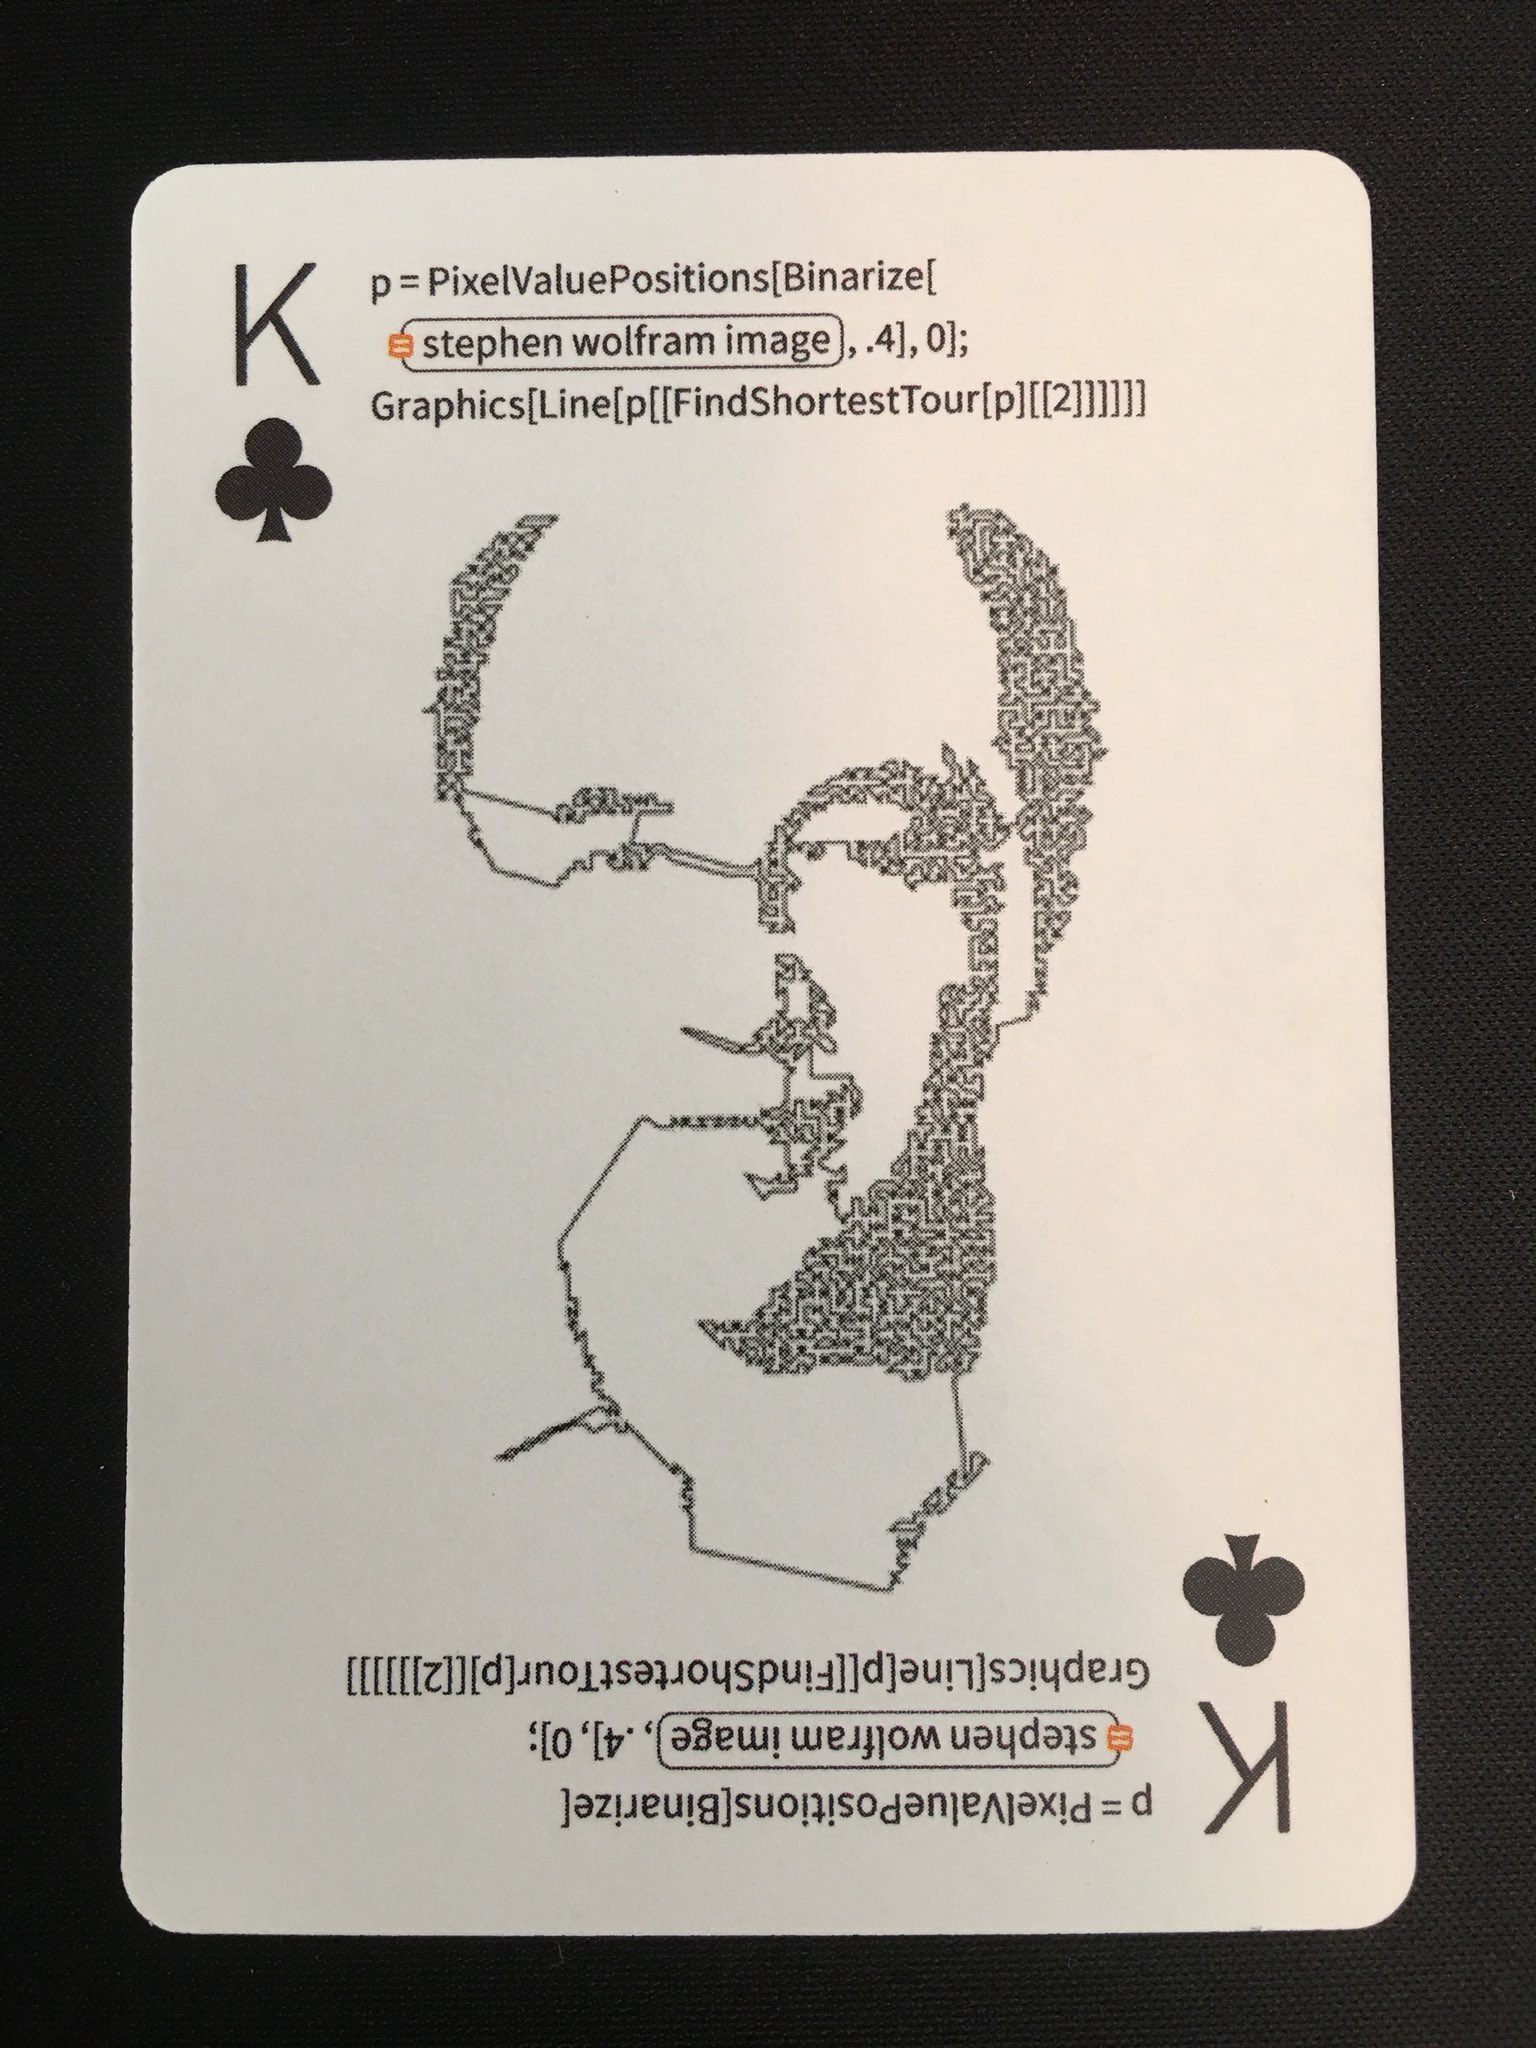 K
p = PixelValuePositions[Binarize[
= stephen wolfram image, .4], 0];
Graphics[Line[p[[FindShortestTour[p][[2]]]]]]
Graphics[Line[p[[FindShortestTour[p][[2]]]]]]
= stephen wolfram image, .4], 0];
p = PixelValuePositions[Binarize[
K